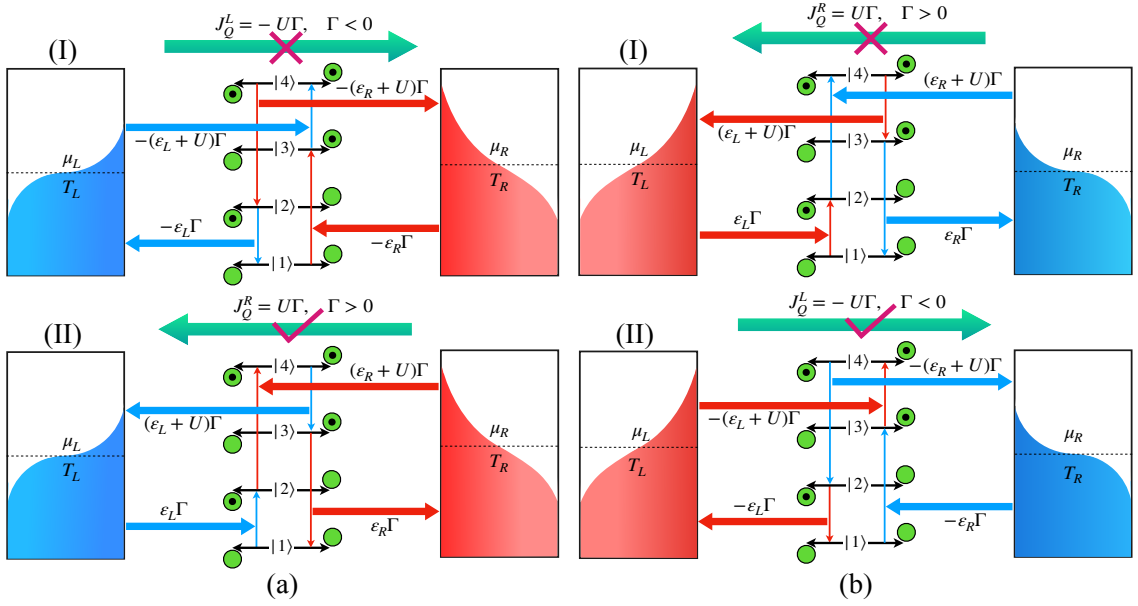 (I)
J_Q^L = − UΓ, Γ < 0
|4⟩
−(ε_R + U)Γ
−(ε_L + U)Γ
|3⟩
μ_L
μ_R
T_L
T_R
|2⟩
−ε_LΓ
−ε_RΓ
|1⟩
(I)
J_Q^R = UΓ, Γ > 0
|4⟩
(ε_R + U)Γ
(ε_L + U)Γ
|3⟩
μ_L
μ_R
T_L
T_R
|2⟩
ε_LΓ
ε_RΓ
|1⟩
(II)
J_Q^R = UΓ, Γ > 0
|4⟩
(ε_R + U)Γ
(ε_L + U)Γ
|3⟩
μ_L
μ_R
T_L
T_R
|2⟩
ε_LΓ
ε_RΓ
|1⟩
(a)
(II)
J_Q^L = − UΓ, Γ < 0
|4⟩
−(ε_R + U)Γ
−(ε_L + U)Γ
|3⟩
μ_L
μ_R
T_L
T_R
|2⟩
−ε_LΓ
−ε_RΓ
|1⟩
(b)